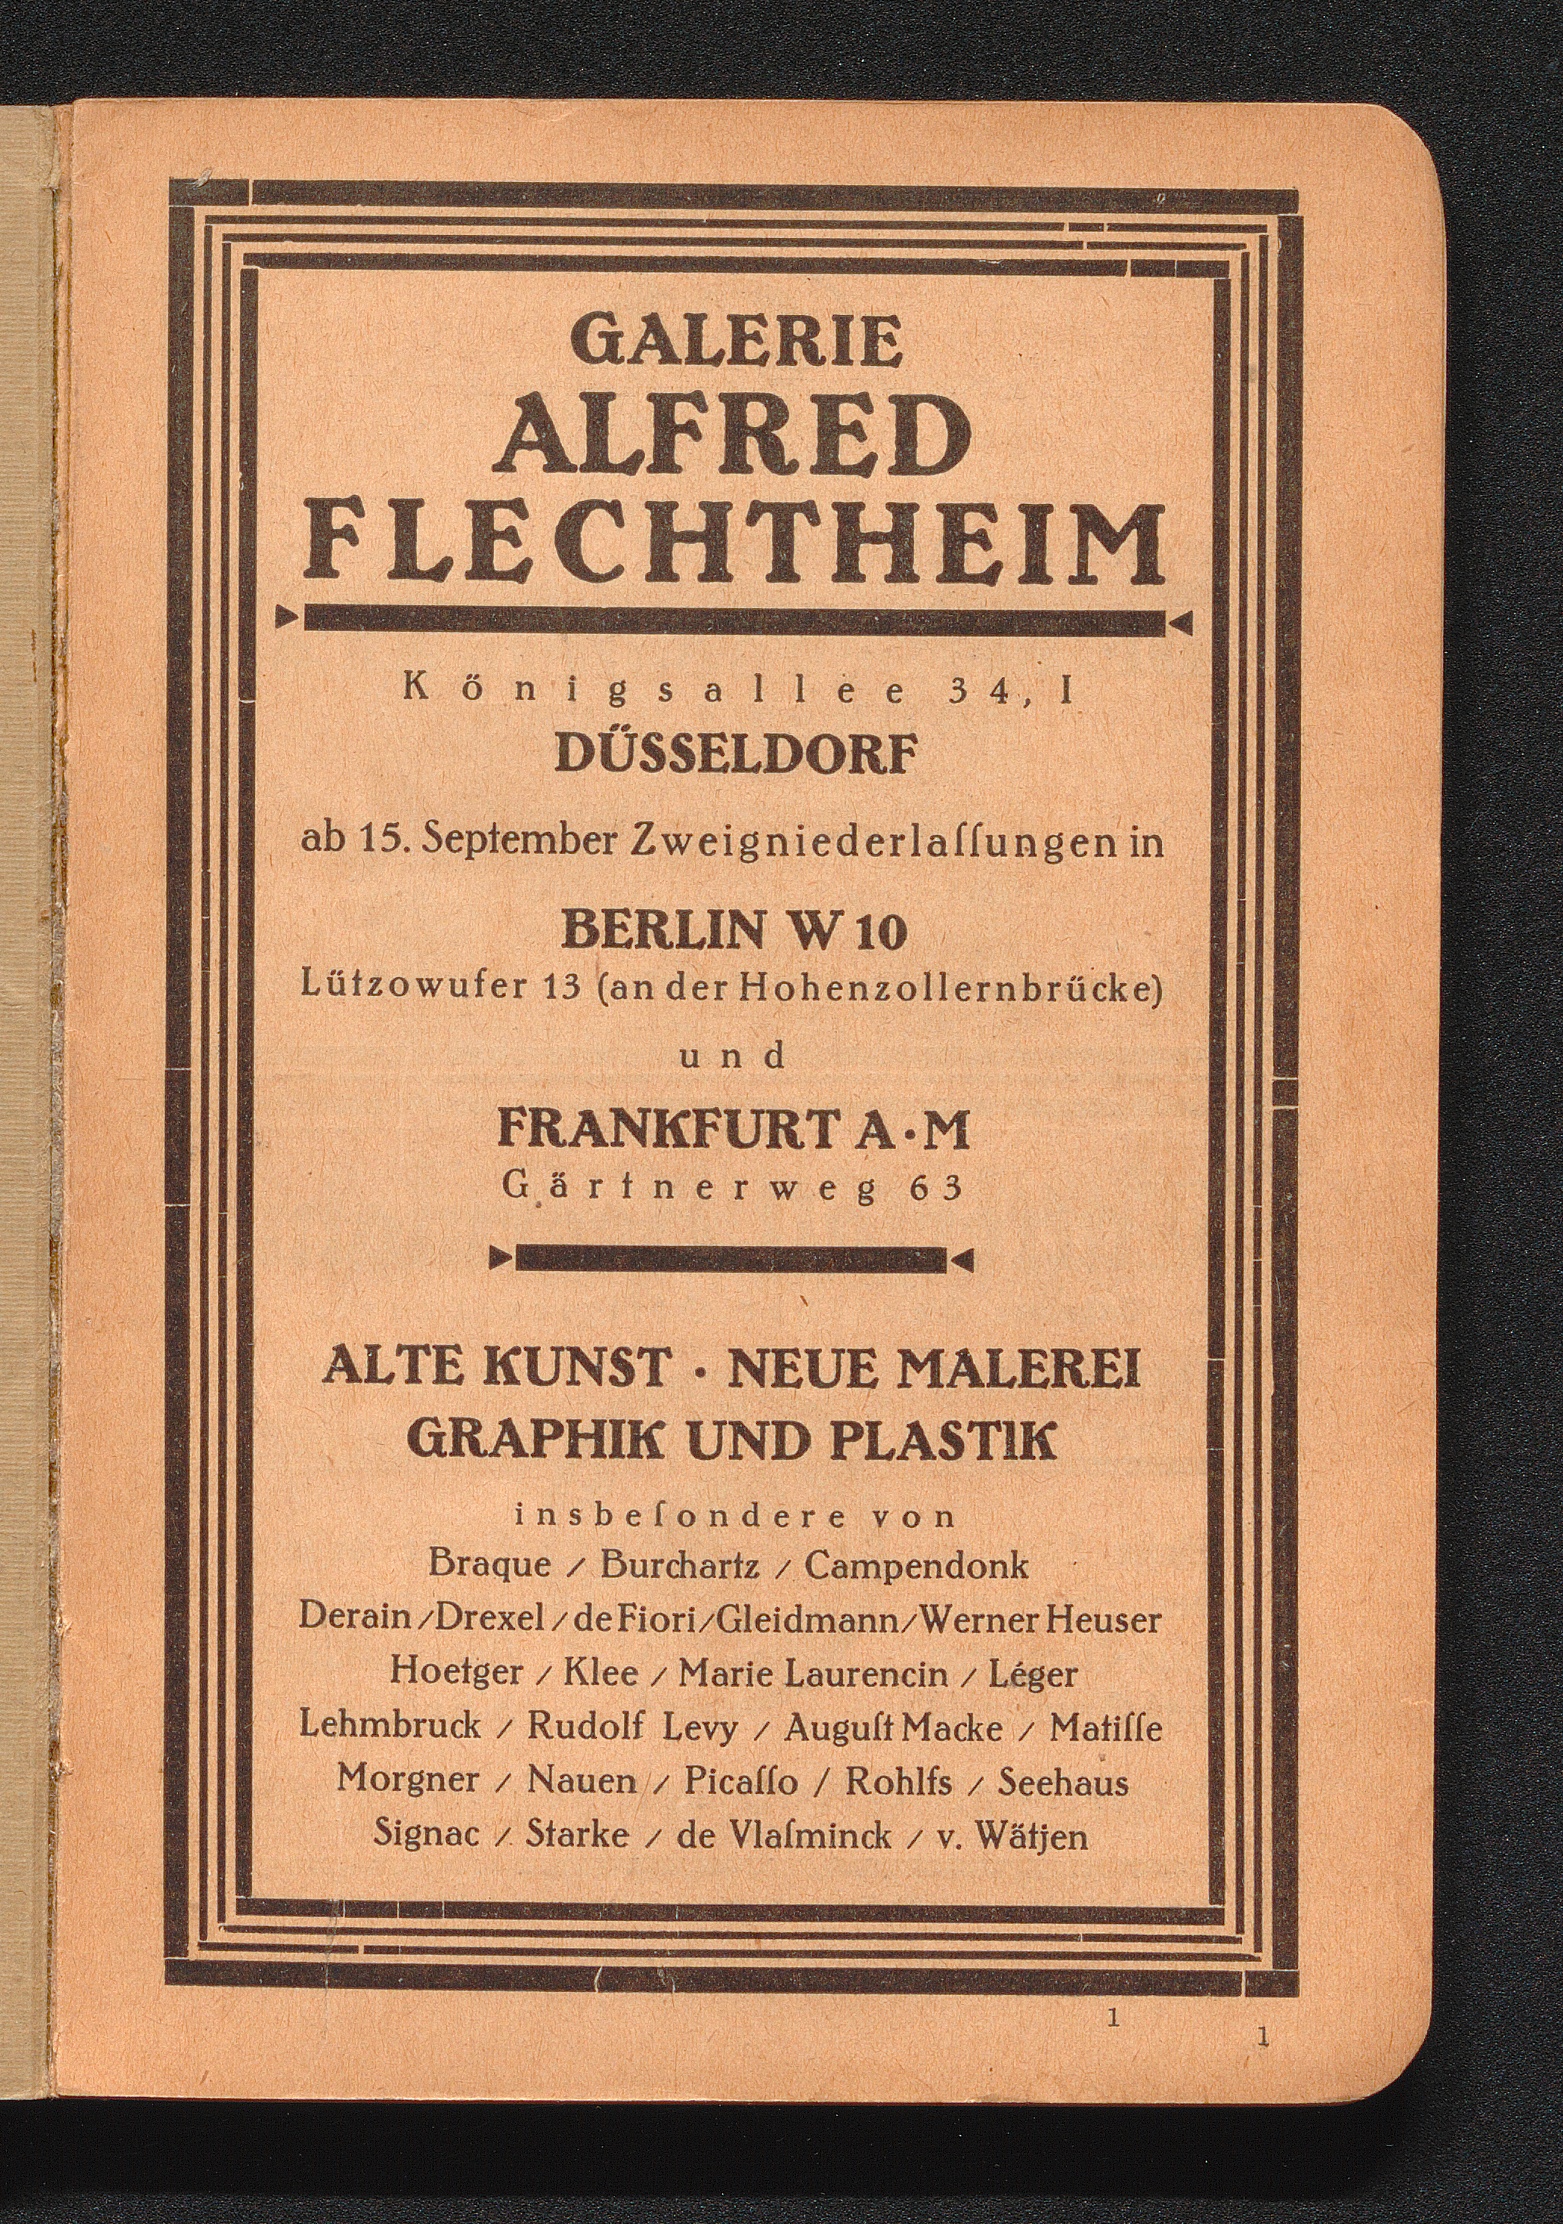 GALERIE
ALFRED
FLECHTHEIM
Königsallee 34, I
DÜSSELDORF
ab 15. September Zweigniederlaſſungen in
BERLIN W 10
Lützowufer 13 (an der Hohenzollernbrücke)
und
FRANKFURT A·M
Gärtnerweg 63
ALTE KUNST · NEUE MALEREI
GRAPHIK UND PLASTIK
insbeſondere von
Braque / Burchartz / Campendonk
Derain / Drexel / de Fiori / Gleidmann / Werner Heuser
Hoetger / Klee / Marie Laurencin / Léger
Lehmbruck / Rudolf Levy / Auguſt Macke / Matiſſe
Morgner / Nauen / Picaſſo / Rohlfs / Seehaus
Signac / Starke / de Vlaſminck / v. Wätjen
1
1